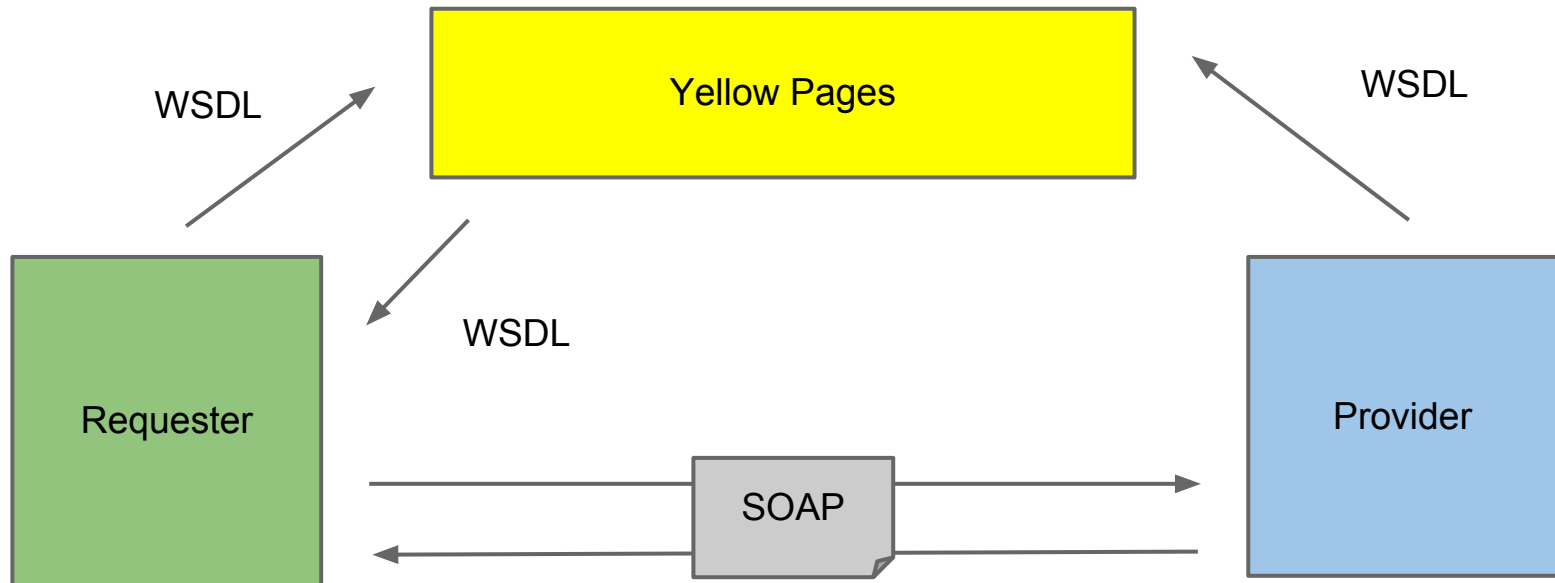 Yellow Pages
WSDL
WSDL
WSDL
Requester
Provider
SOAP